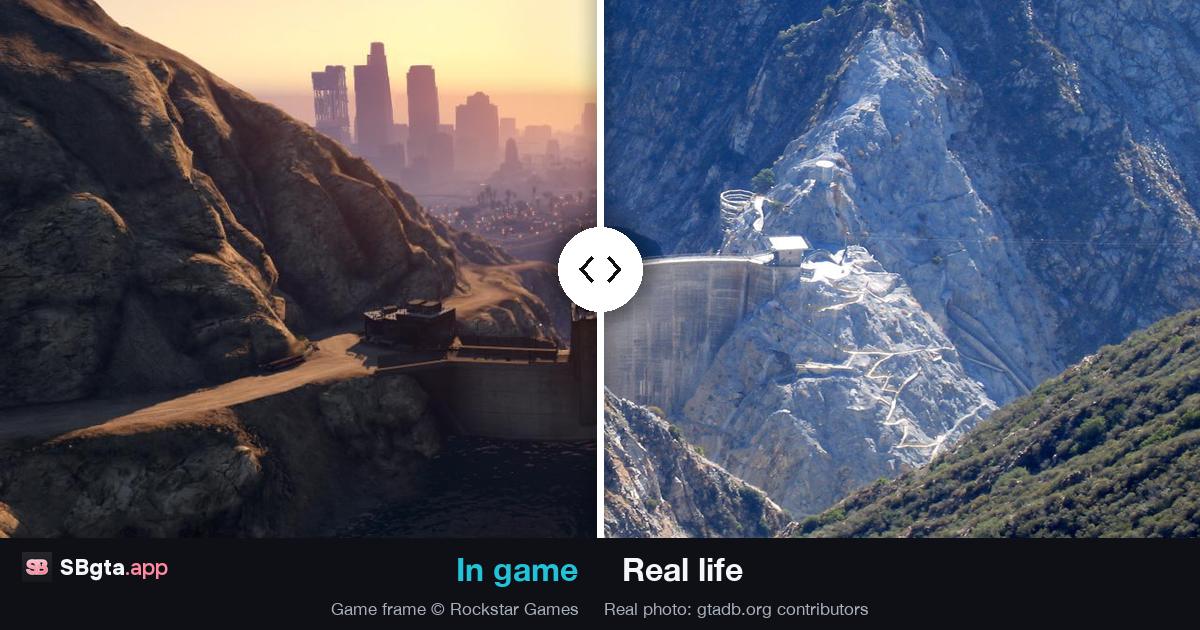 SB SBgta.app
In game
Real life
Game frame © Rockstar Games
Real photo: gtadb.org contributors